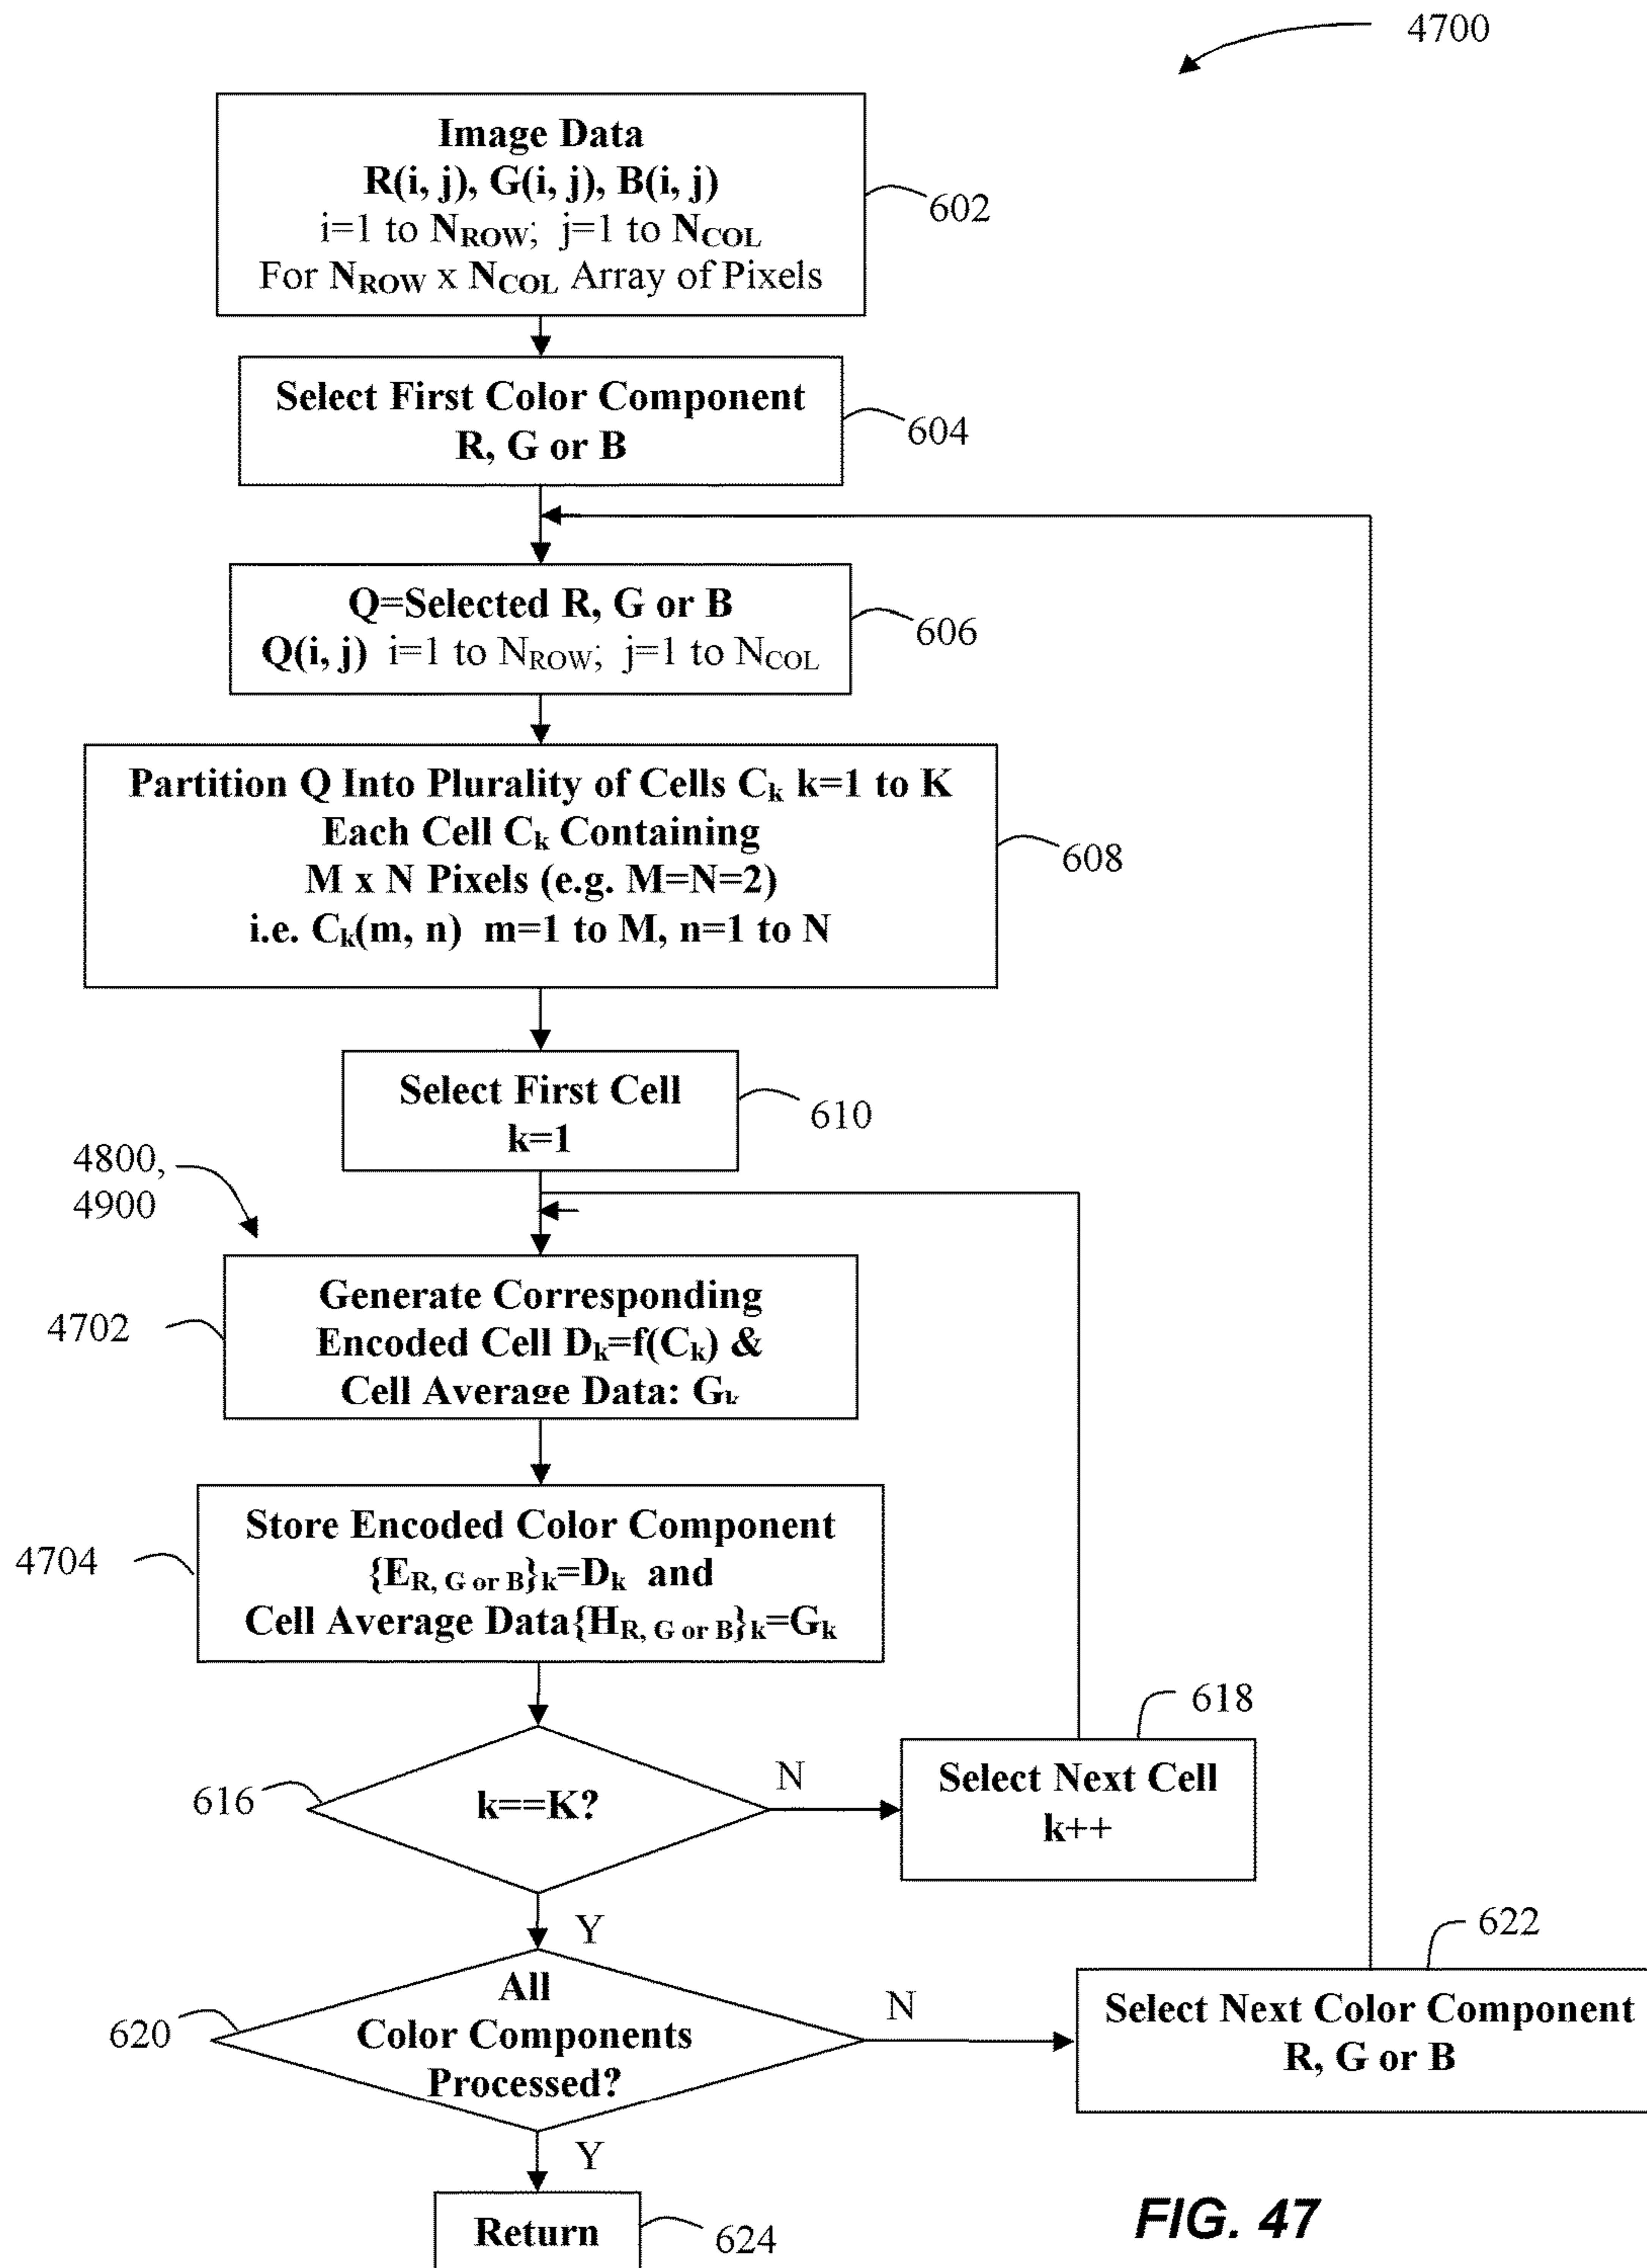 4700
Image Data
R(i, j), G(i, j), B(i, j)
i=1 to NROW; j=1 to NCOL
For NROW x NCOL Array of Pixels
602
Select First Color Component
R, G or B
604
Q=Selected R, G or B
Q(i, j) i=1 to NROW; j=1 to NCOL
606
Partition Q Into Plurality of Cells Ck k=1 to K
Each Cell Ck Containing
M x N Pixels (e.g. M=N=2)
i.e. Ck(m, n) m=1 to M, n=1 to N
608
Select First Cell
k=1
610
4800,
4900
Generate Corresponding
Encoded Cell Dk=f(Ck) &
Cell Average Data: Gk
4702
Store Encoded Color Component
{ER, G or B}k=Dk and
Cell Average Data{HR, G or B}k=Gk
4704
k==K?
616
N
Select Next Cell
k++
618
Y
All
Color Components
Processed?
620
N
Select Next Color Component
R, G or B
622
Y
Return
624
FIG. 47